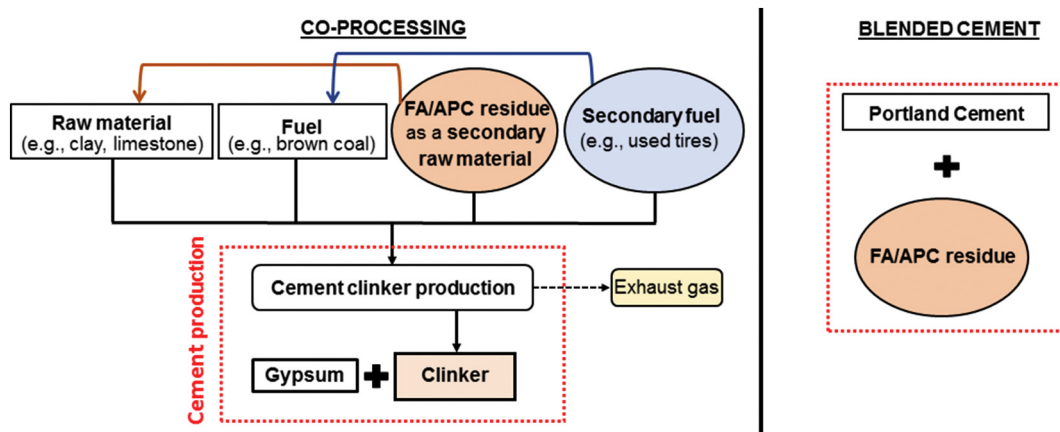 CO-PROCESSING
Raw material
(e.g., clay, limestone)
Fuel
(e.g., brown coal)
FA/APC residue
as a secondary
raw material
Secondary fuel
(e.g., used tires)
Cement production
Cement clinker production
Exhaust gas
Gypsum
Clinker
BLENDED CEMENT
Portland Cement
FA/APC residue